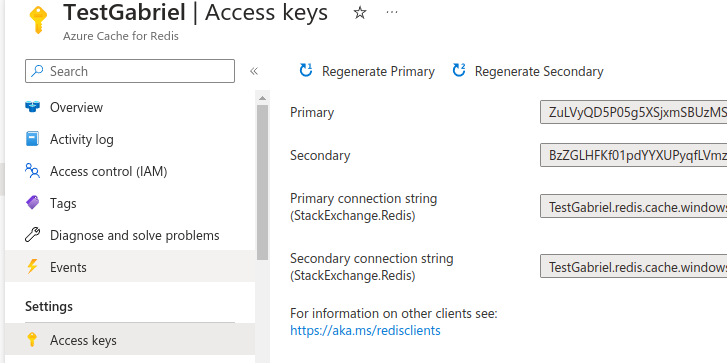 TestGabriel | Access keys
Azure Cache for Redis
Search
Regenerate Primary
Regenerate Secondary
Overview
Activity log
Access control (IAM)
Tags
Diagnose and solve problems
Events
Settings
Access keys
Primary
ZuLVyQD5P05g5XSjxmSBUzMS
Secondary
BzZGLHFKf01pdYYXUPyqfLVmz
Primary connection string
(StackExchange.Redis)
TestGabriel.redis.cache.window
Secondary connection string
(StackExchange.Redis)
TestGabriel.redis.cache.window
For information on other clients see:
https://aka.ms/redisclients